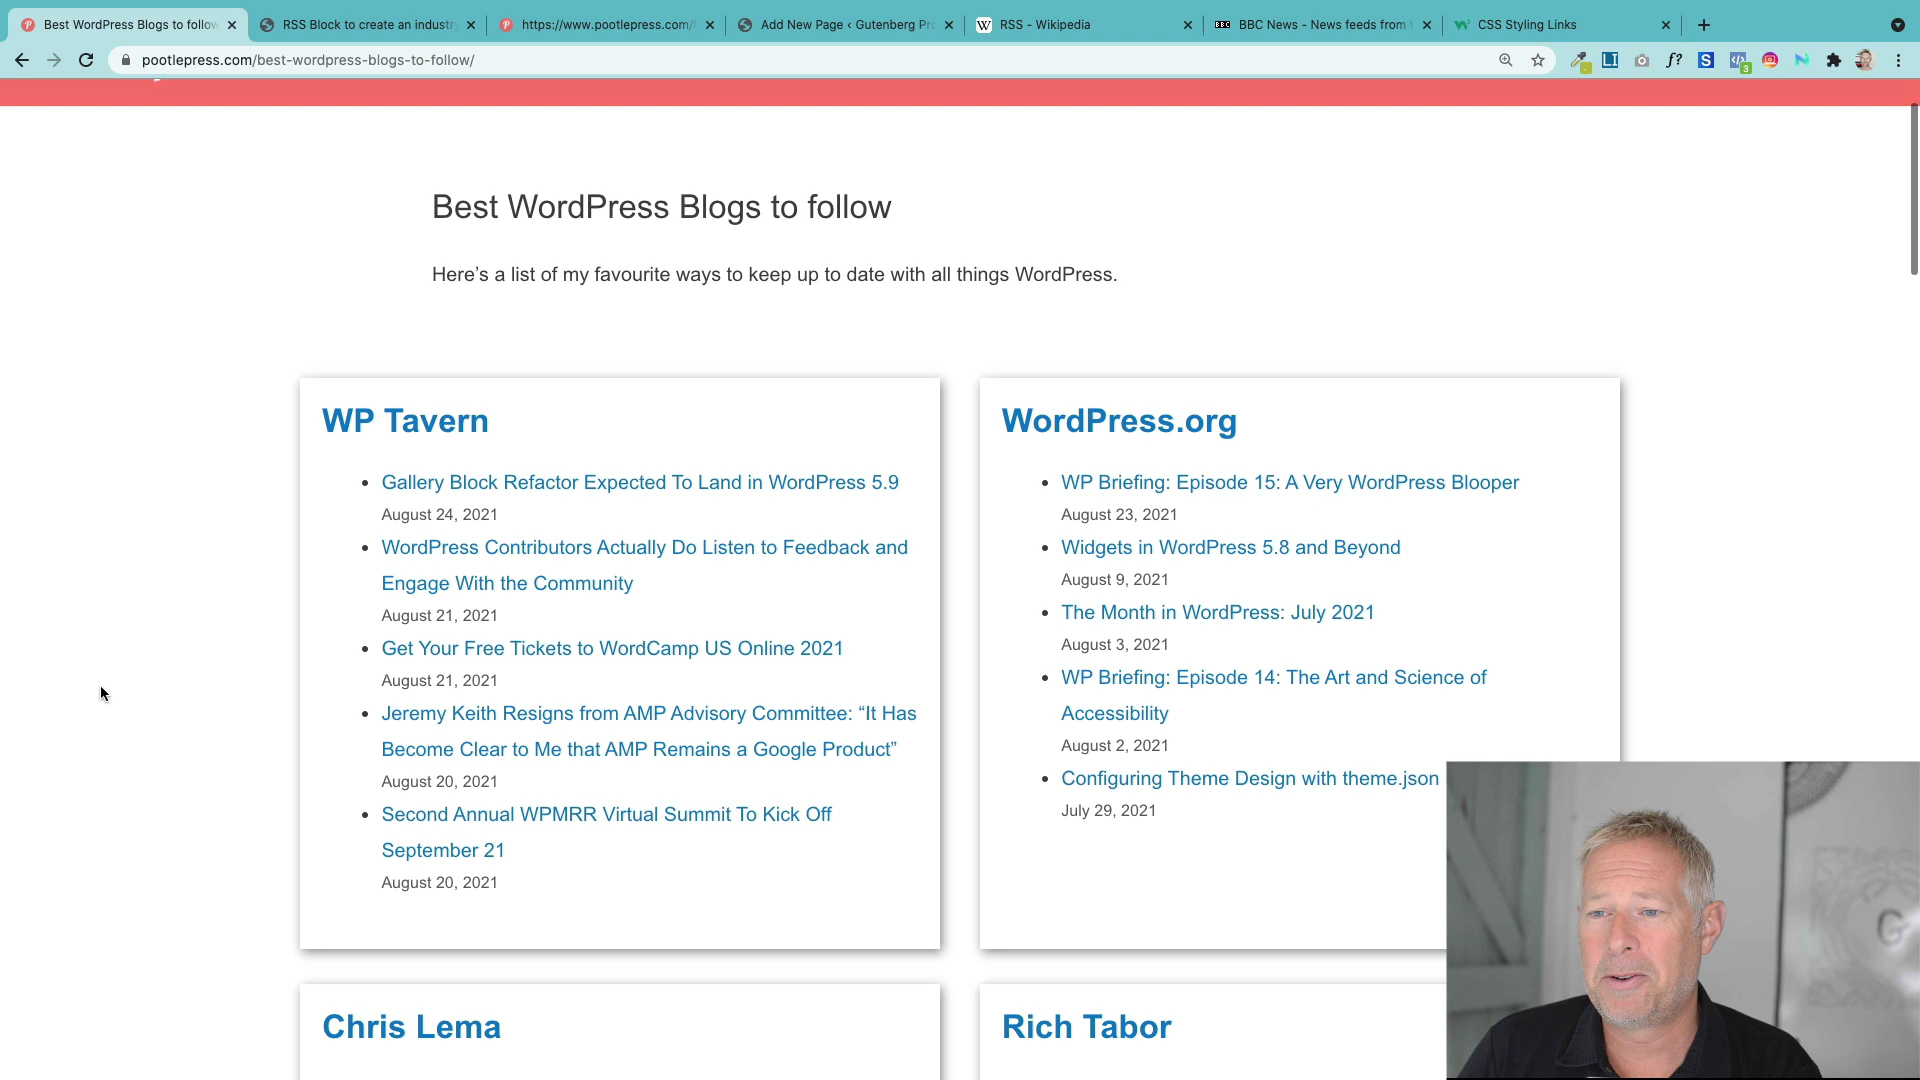 Best WordPress Blogs to follow
RSS Block to create an industry
https://www.pootlepress.com/
Add New Page ‹ Gutenberg Pro
RSS - Wikipedia
BBC News - News feeds from
CSS Styling Links
pootlepress.com/best-wordpress-blogs-to-follow/
Best WordPress Blogs to follow
Here’s a list of my favourite ways to keep up to date with all things WordPress.
WP Tavern
Gallery Block Refactor Expected To Land in WordPress 5.9
August 24, 2021
WordPress Contributors Actually Do Listen to Feedback and
Engage With the Community
August 21, 2021
Get Your Free Tickets to WordCamp US Online 2021
August 21, 2021
Jeremy Keith Resigns from AMP Advisory Committee: “It Has
Become Clear to Me that AMP Remains a Google Product”
August 20, 2021
Second Annual WPMRR Virtual Summit To Kick Off
September 21
August 20, 2021
WordPress.org
WP Briefing: Episode 15: A Very WordPress Blooper
August 23, 2021
Widgets in WordPress 5.8 and Beyond
August 9, 2021
The Month in WordPress: July 2021
August 3, 2021
WP Briefing: Episode 14: The Art and Science of
Accessibility
August 2, 2021
Configuring Theme Design with theme.json
July 29, 2021
Chris Lema
Rich Tabor